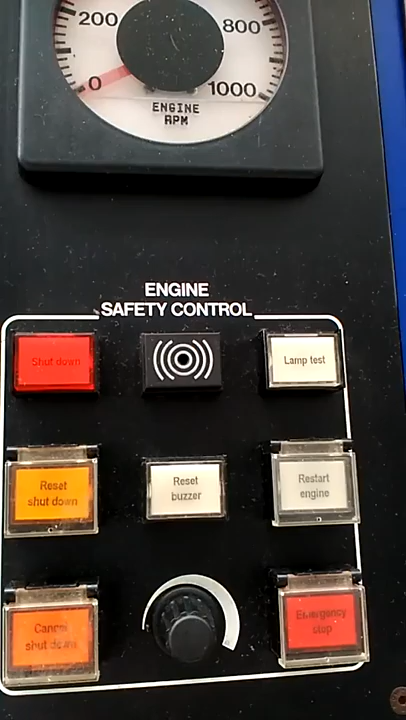 200 800
0 1000
ENGINE
RPM
ENGINE
SAFETY CONTROL
Shut down
Lamp test
Reset
shut down
Reset
buzzer
Restart
engine
Cancel
shut down
Emergency
stop